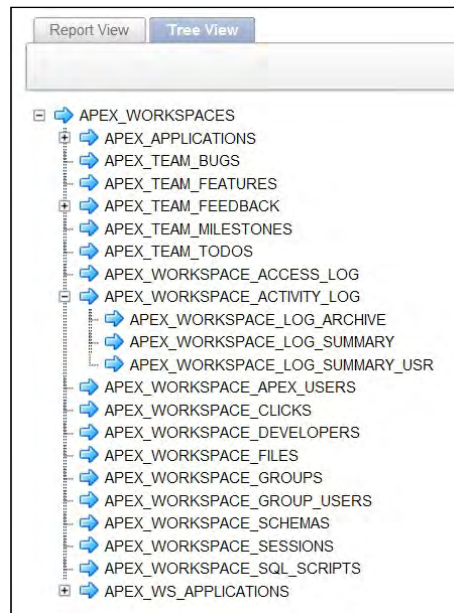 Report View
Tree View
APEX_WORKSPACES
APEX_APPLICATIONS
APEX_TEAM_BUGS
APEX_TEAM_FEATURES
APEX_TEAM_FEEDBACK
APEX_TEAM_MILESTONES
APEX_TEAM_TODOS
APEX_WORKSPACE_ACCESS_LOG
APEX_WORKSPACE_ACTIVITY_LOG
APEX_WORKSPACE_LOG_ARCHIVE
APEX_WORKSPACE_LOG_SUMMARY
APEX_WORKSPACE_LOG_SUMMARY_USR
APEX_WORKSPACE_APEX_USERS
APEX_WORKSPACE_CLICKS
APEX_WORKSPACE_DEVELOPERS
APEX_WORKSPACE_FILES
APEX_WORKSPACE_GROUPS
APEX_WORKSPACE_GROUP_USERS
APEX_WORKSPACE_SCHEMAS
APEX_WORKSPACE_SESSIONS
APEX_WORKSPACE_SQL_SCRIPTS
APEX_WS_APPLICATIONS